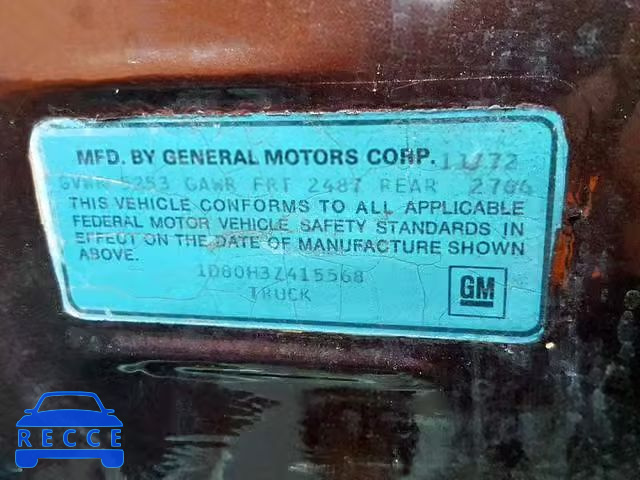 MFD. BY GENERAL MOTORS CORP. 11/72
GVWR 5253 GAWR FRT 2487 REAR 2766
THIS VEHICLE CONFORMS TO ALL APPLICABLE
FEDERAL MOTOR VEHICLE SAFETY STANDARDS IN
EFFECT ON THE DATE OF MANUFACTURE SHOWN
ABOVE.
1D80H3Z415568
TRUCK
GM
RECCE